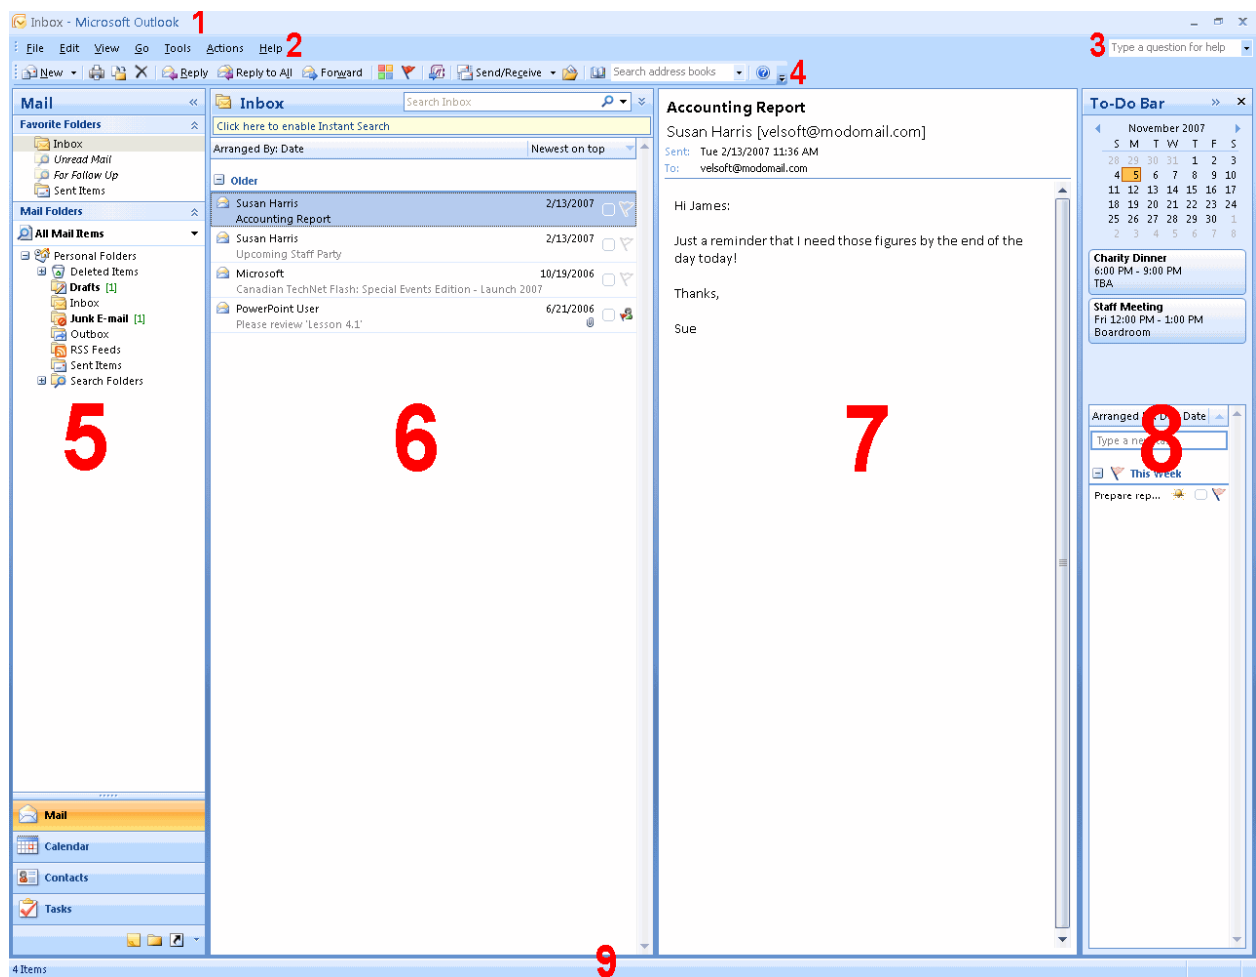 Inbox - Microsoft Outlook 1
File Edit View Go Tools Actions Help 2
3 Type a question for help
New Reply Reply to All Forward Send/Receive Search address books 4
Mail «
Favorite Folders
Inbox
Unread Mail
For Follow Up
Sent Items
Mail Folders
All Mail Items
Personal Folders
Deleted Items
Drafts [1]
Inbox
Junk E-mail [1]
Outbox
RSS Feeds
Sent Items
Search Folders
5
Mail
Calendar
Contacts
Tasks
Inbox Search Inbox
Click here to enable Instant Search
Arranged By: Date Newest on top
Older
Susan Harris 2/13/2007
Accounting Report
Susan Harris 2/13/2007
Upcoming Staff Party
Microsoft 10/19/2006
Canadian TechNet Flash: Special Events Edition - Launch 2007
PowerPoint User 6/21/2006
Please review 'Lesson 4.1'
6
Accounting Report
Susan Harris [velsoft@modomail.com]
Sent: Tue 2/13/2007 11:36 AM
To: velsoft@modomail.com
Hi James:
Just a reminder that I need those figures by the end of the
day today!
Thanks,
Sue
7
To-Do Bar »
November 2007
S M T W T F S
28 29 30 31 1 2 3
4 5 6 7 8 9 10
11 12 13 14 15 16 17
18 19 20 21 22 23 24
25 26 27 28 29 30 1
2 3 4 5 6 7 8
Charity Dinner
6:00 PM - 9:00 PM
TBA
Staff Meeting
Fri 12:00 PM - 1:00 PM
Boardroom
Arranged Date
Type a
8
This Week
Prepare rep...
4 Items
9